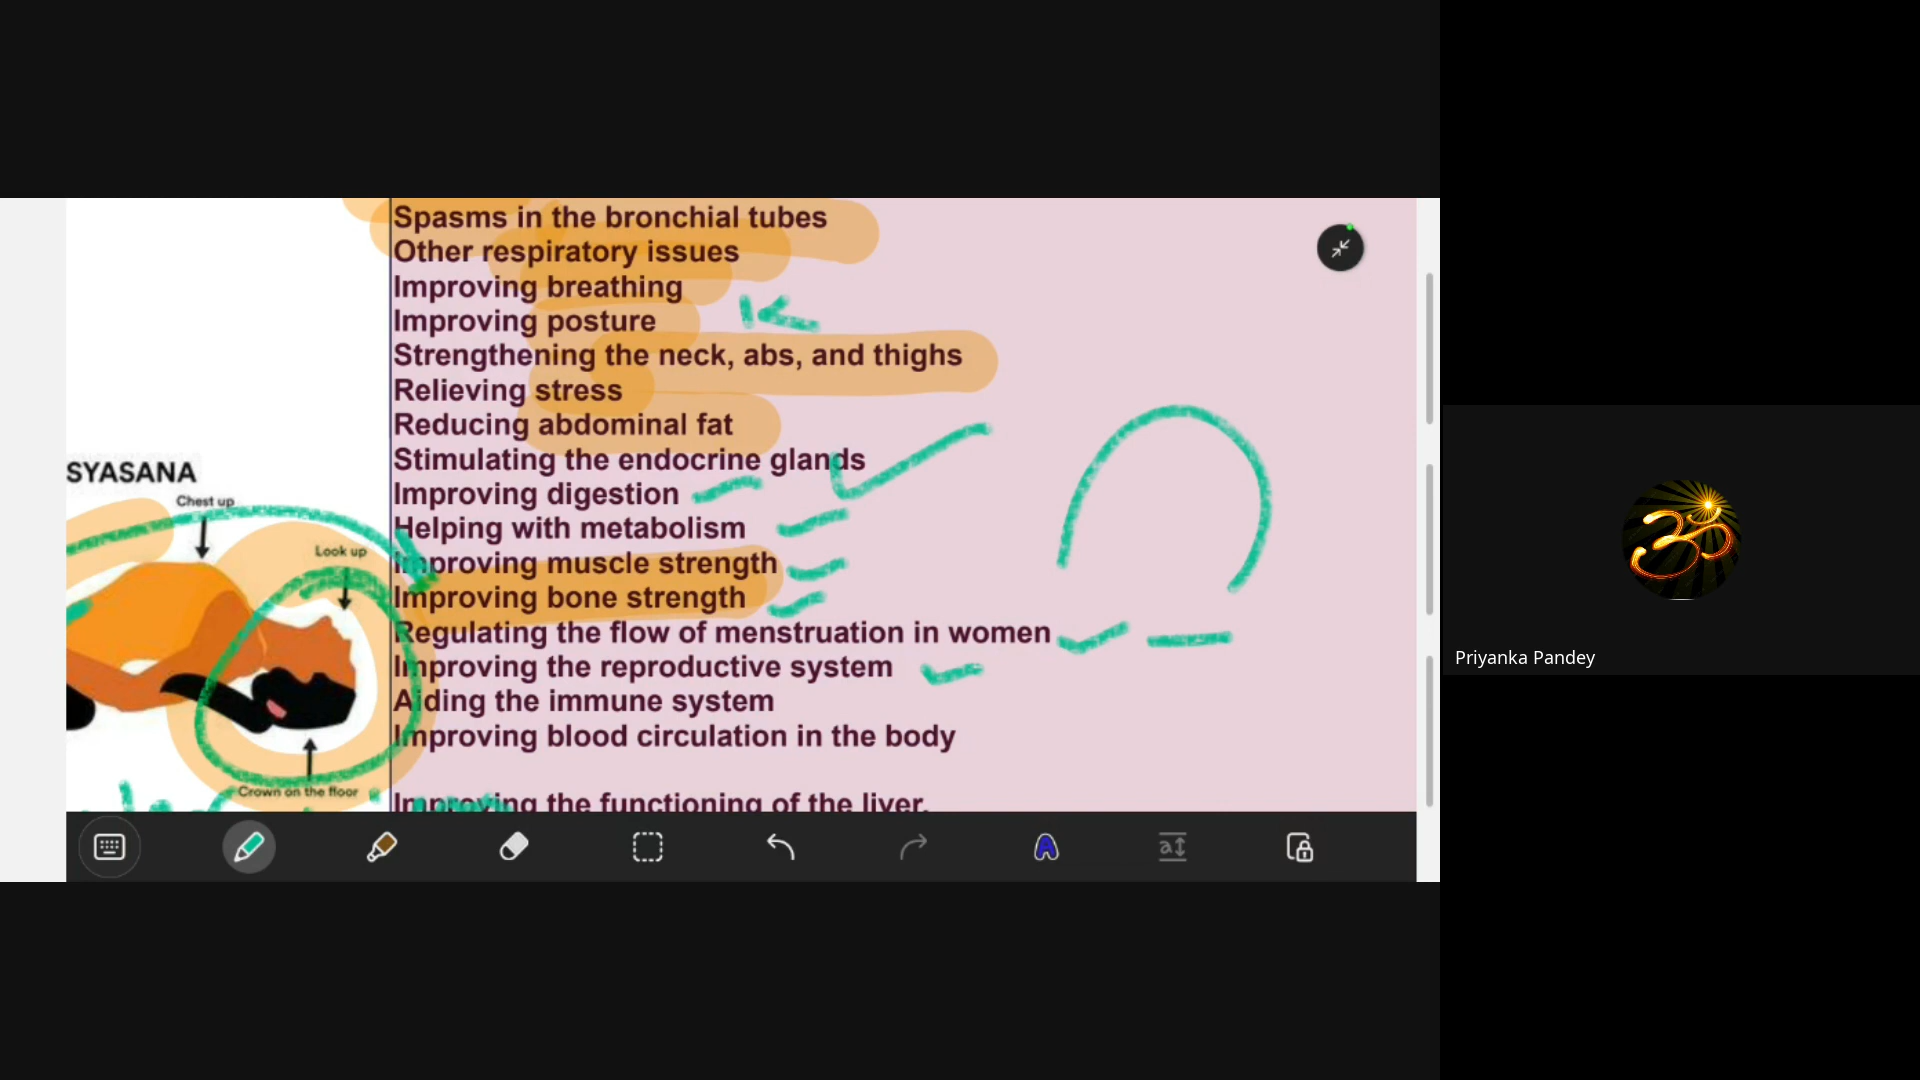 Spasms in the bronchial tubes
Other respiratory issues
Improving breathing
Improving posture
Strengthening the neck, abs, and thighs
Relieving stress
Reducing abdominal fat
Stimulating the endocrine glands
Improving digestion
Helping with metabolism
Improving muscle strength
Improving bone strength
Regulating the flow of menstruation in women
Improving the reproductive system
Aiding the immune system
Improving blood circulation in the body
Improving the functioning of the liver.
SYASANA
Chest up
Look up
Crown on the floor
Priyanka Pandey